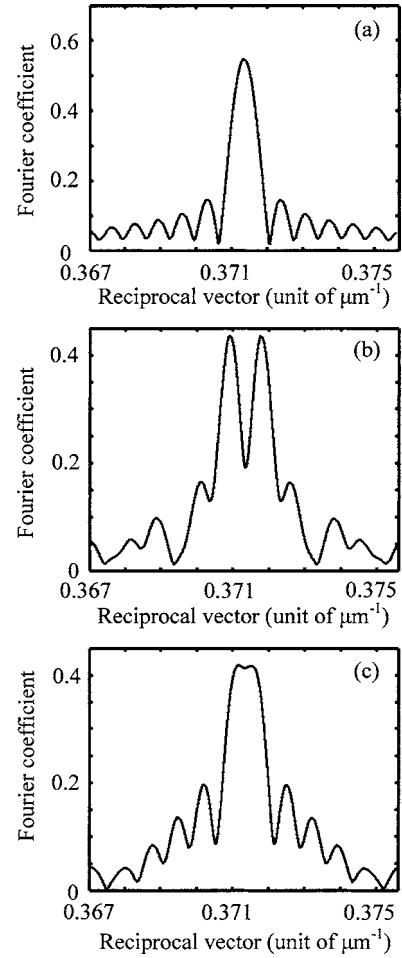 (a)
0.6
0.4
0.2
0
Fourier coefficient
0.367 0.371 0.375
Reciprocal vector (unit of μm⁻¹)
(b)
0.4
0.2
0
Fourier coefficient
0.367 0.371 0.375
Reciprocal vector (unit of μm⁻¹)
(c)
0.4
0.2
0
Fourier coefficient
0.367 0.371 0.375
Reciprocal vector (unit of μm⁻¹)